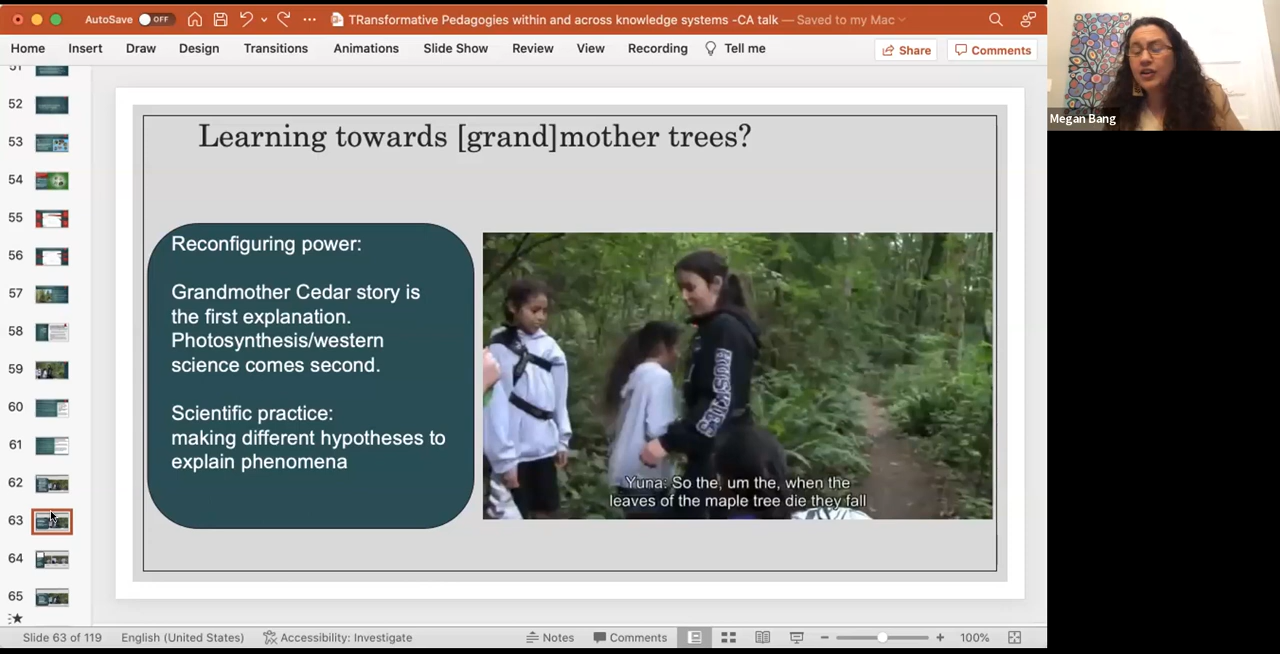 AutoSave OFF
TRansformative Pedagogies within and across knowledge systems -CA talk — Saved to my Mac
Home Insert Draw Design Transitions Animations Slide Show Review View Recording Tell me
Share Comments
51
52
53
54
55
56
57
58
59
60
61
62
63
64
65
Learning towards [grand]mother trees?
Reconfiguring power:
Grandmother Cedar story is
the first explanation.
Photosynthesis/western
science comes second.
Scientific practice:
making different hypotheses to
explain phenomena
HUSKIES
Yuna: So the, um the, when the
leaves of the maple tree die they fall
Megan Bang
Slide 63 of 119 English (United States) Accessibility: Investigate Notes Comments 100%